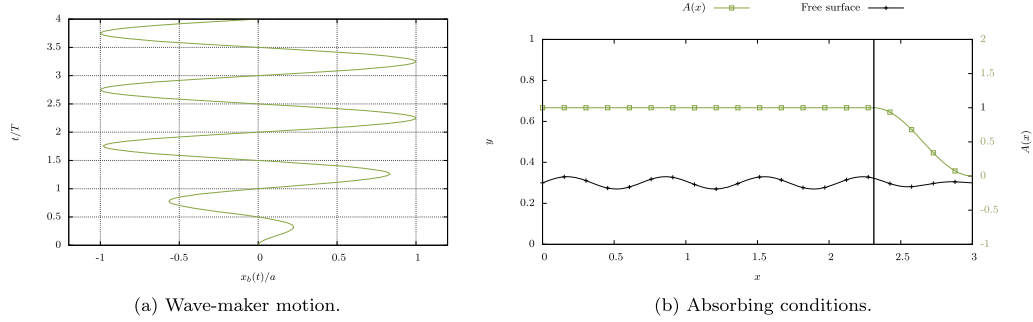 4
3.5
3
2.5
2
1.5
1
0.5
0
t/T
-1 -0.5 0 0.5 1
x_b(t)/a
(a) Wave-maker motion.
A(x) Free surface
1
0.8
0.6
0.4
0.2
0
y
2
1.5
1
0.5
0
-0.5
-1
A(x)
0 0.5 1 1.5 2 2.5 3
x
(b) Absorbing conditions.